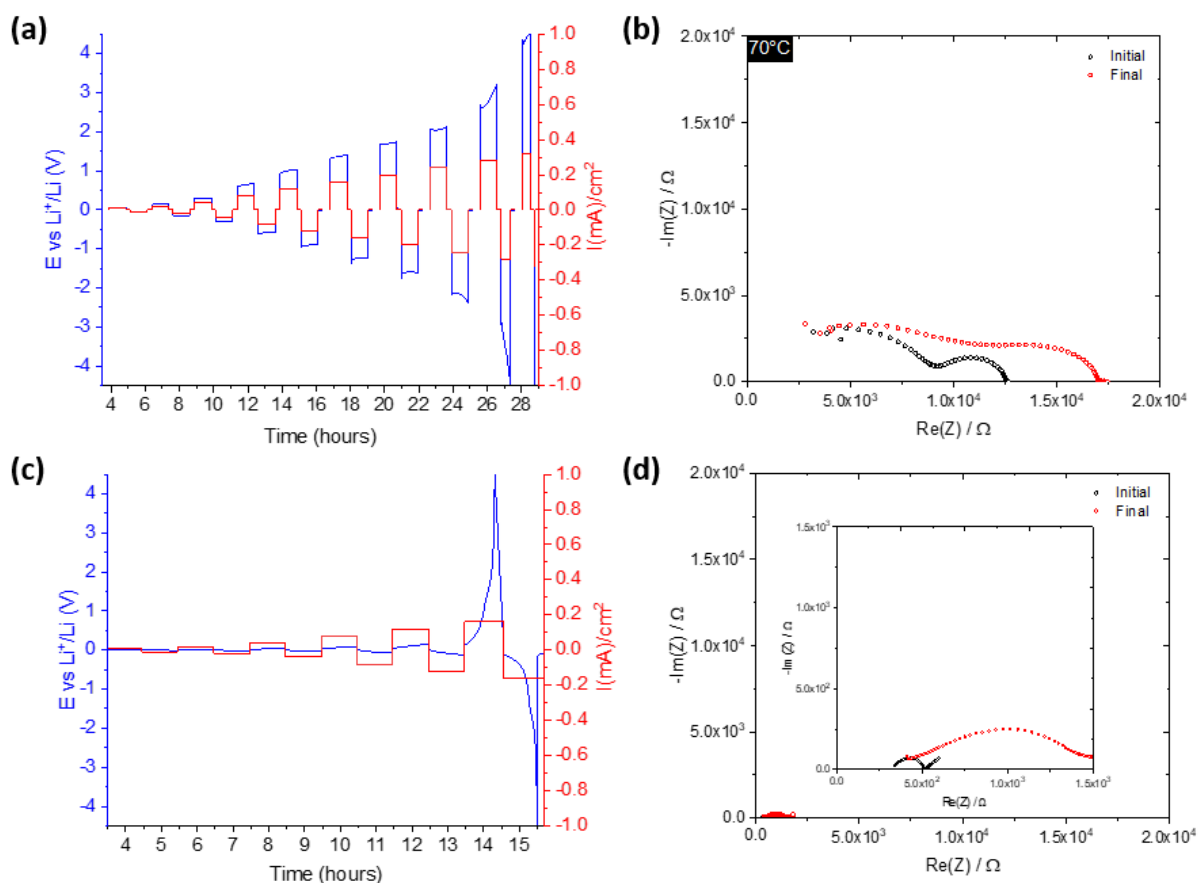 (a)
4
3
2
1
0
-1
-2
-3
-4
E vs Li⁺/Li (V)
1.0
0.8
0.6
0.4
0.2
0.0
-0.2
-0.4
-0.6
-0.8
-1.0
I(mA)/cm²
4 6 8 10 12 14 16 18 20 22 24 26 28
Time (hours)
(b)
70°C
Initial
Final
2.0x10⁴
1.5x10⁴
1.0x10⁴
5.0x10³
0.0
-Im(Z) / Ω
0.0 5.0x10³ 1.0x10⁴ 1.5x10⁴ 2.0x10⁴
Re(Z) / Ω
(c)
4
3
2
1
0
-1
-2
-3
-4
E vs Li⁺/Li (V)
1.0
0.8
0.6
0.4
0.2
0.0
-0.2
-0.4
-0.6
-0.8
-1.0
I(mA)/cm²
4 5 6 7 8 9 10 11 12 13 14 15
Time (hours)
(d)
Initial
Final
2.0x10⁴
1.5x10⁴
1.0x10⁴
5.0x10³
0.0
-Im(Z) / Ω
1.5x10³
1.0x10³
5.0x10²
0.0
-Im (Z) / Ω
0.0 5.0x10² 1.0x10³ 1.5x10³
Re(Z) / Ω
0.0 5.0x10³ 1.0x10⁴ 1.5x10⁴ 2.0x10⁴
Re(Z) / Ω